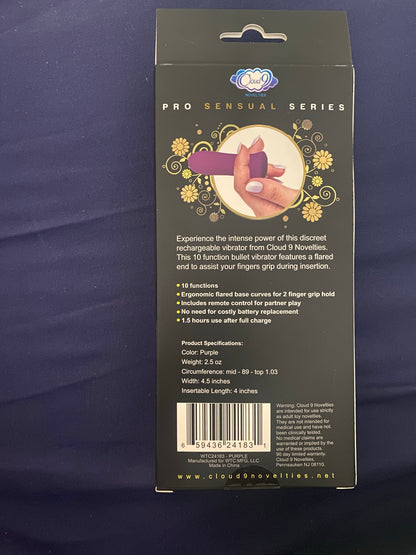 Cloud 9
NOVELTIES
PRO SENSUAL SERIES
Experience the intense power of this discreet
rechargeable vibrator from Cloud 9 Novelties.
This 10 function bullet vibrator features a flared
end to assist your fingers grip during insertion.
• 10 functions
• Ergonomic flared base curves for 2 finger grip hold
• Includes remote control for partner play
• No need for costly battery replacement
• 1.5 hours use after full charge
Product Specifications:
Color: Purple
Weight: 2.5 oz
Circumference: mid - 89 - top 1.03
Width: 4.5 inches
Insertable Length: 4 inches
6 59436 24183 1
WTC24183 - PURPLE
Manufactured for WTC MFG, LLC
Made in China
Warning: Cloud 9 Novelties
are intended for use strictly
as adult toy novelties.
They are not intended for
medical use and have not
been clinically tested.
No medical claims are
warranted or implied by the
use of these products.
90 day limited warranty.
Cloud 9 Novelties.
Pennsauken NJ 08110.
www.cloud9novelties.net